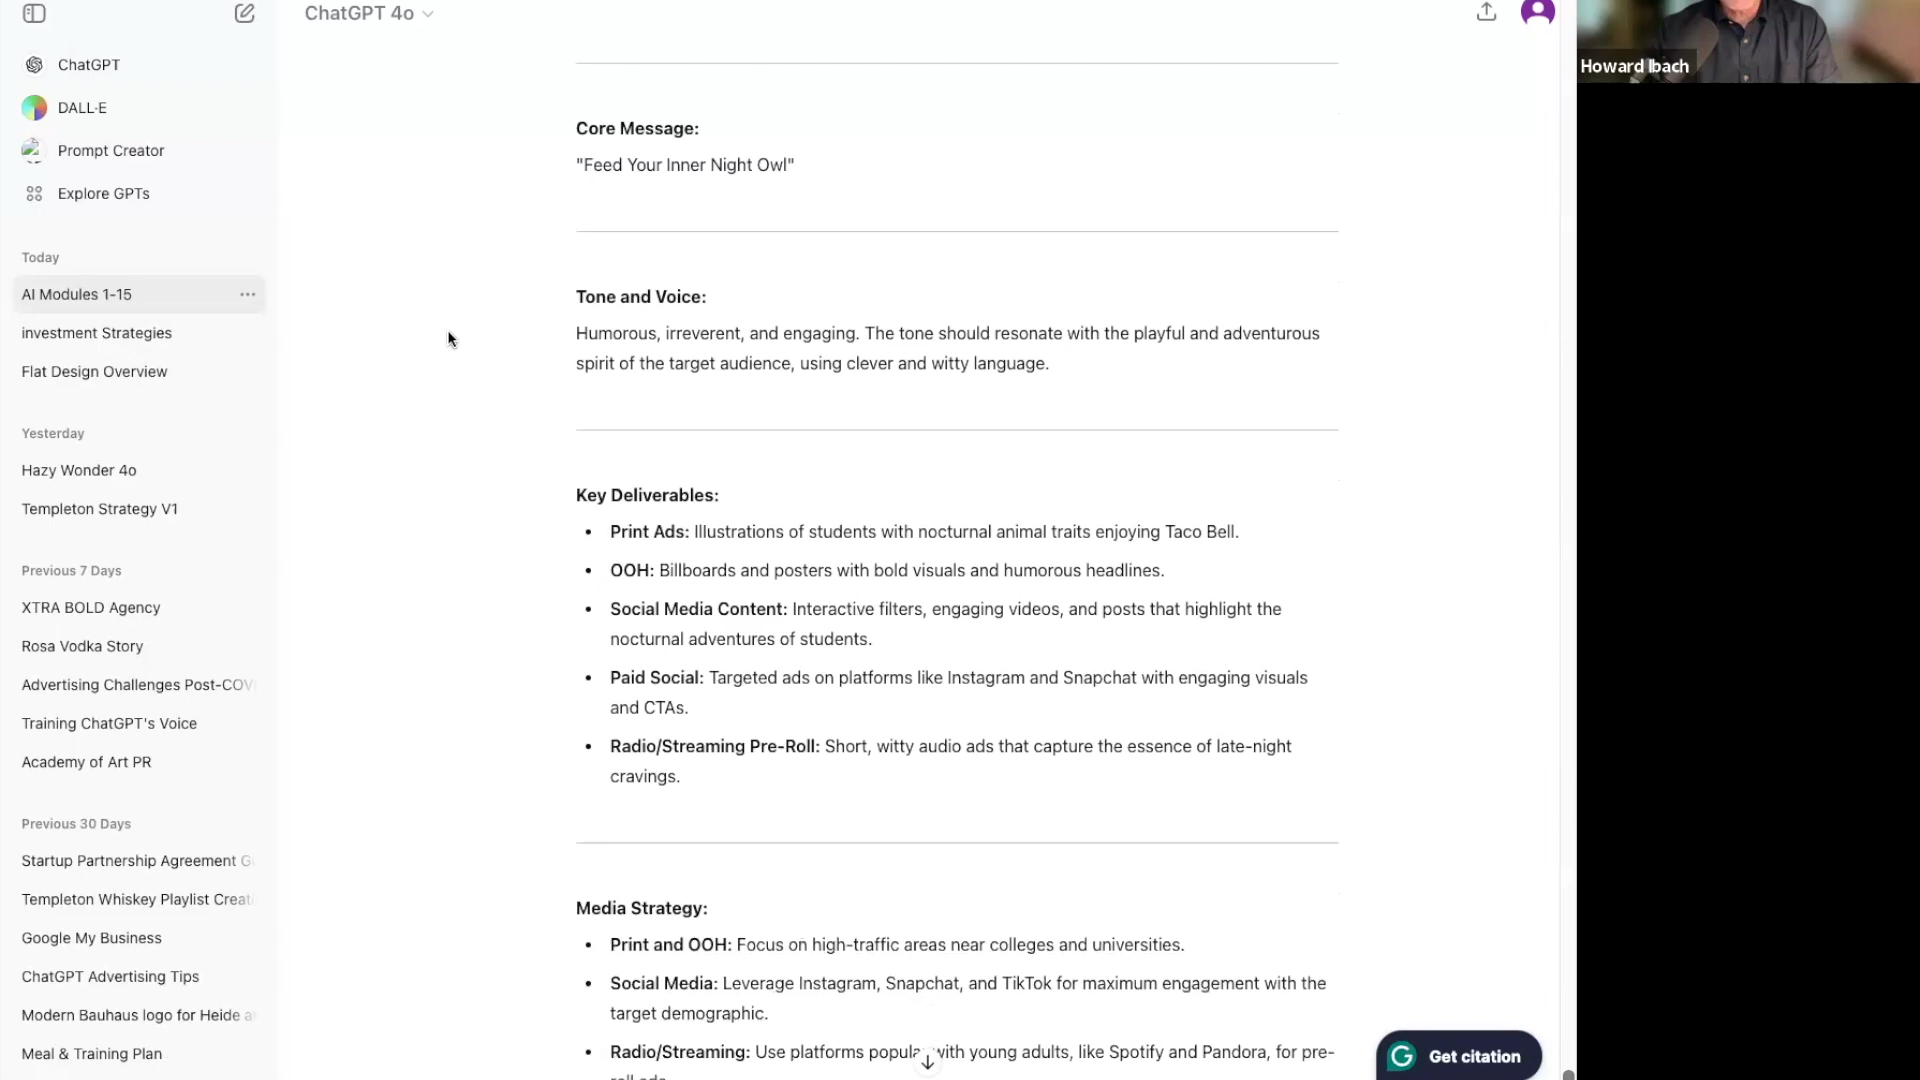 ChatGPT 4o
Howard Ibach
ChatGPT
DALL·E
Prompt Creator
Explore GPTs
Today
AI Modules 1-15
investment Strategies
Flat Design Overview
Yesterday
Hazy Wonder 4o
Templeton Strategy V1
Previous 7 Days
XTRA BOLD Agency
Rosa Vodka Story
Advertising Challenges Post-COV
Training ChatGPT's Voice
Academy of Art PR
Previous 30 Days
Startup Partnership Agreement G
Templeton Whiskey Playlist Creat
Google My Business
ChatGPT Advertising Tips
Modern Bauhaus logo for Heide a
Meal & Training Plan
Core Message:
"Feed Your Inner Night Owl"
Tone and Voice:
Humorous, irreverent, and engaging. The tone should resonate with the playful and adventurous
spirit of the target audience, using clever and witty language.
Key Deliverables:
• Print Ads: Illustrations of students with nocturnal animal traits enjoying Taco Bell.
• OOH: Billboards and posters with bold visuals and humorous headlines.
• Social Media Content: Interactive filters, engaging videos, and posts that highlight the
nocturnal adventures of students.
• Paid Social: Targeted ads on platforms like Instagram and Snapchat with engaging visuals
and CTAs.
• Radio/Streaming Pre-Roll: Short, witty audio ads that capture the essence of late-night
cravings.
Media Strategy:
• Print and OOH: Focus on high-traffic areas near colleges and universities.
• Social Media: Leverage Instagram, Snapchat, and TikTok for maximum engagement with the
target demographic.
• Radio/Streaming: Use platforms popular with young adults, like Spotify and Pandora, for pre-
roll ads.
Get citation